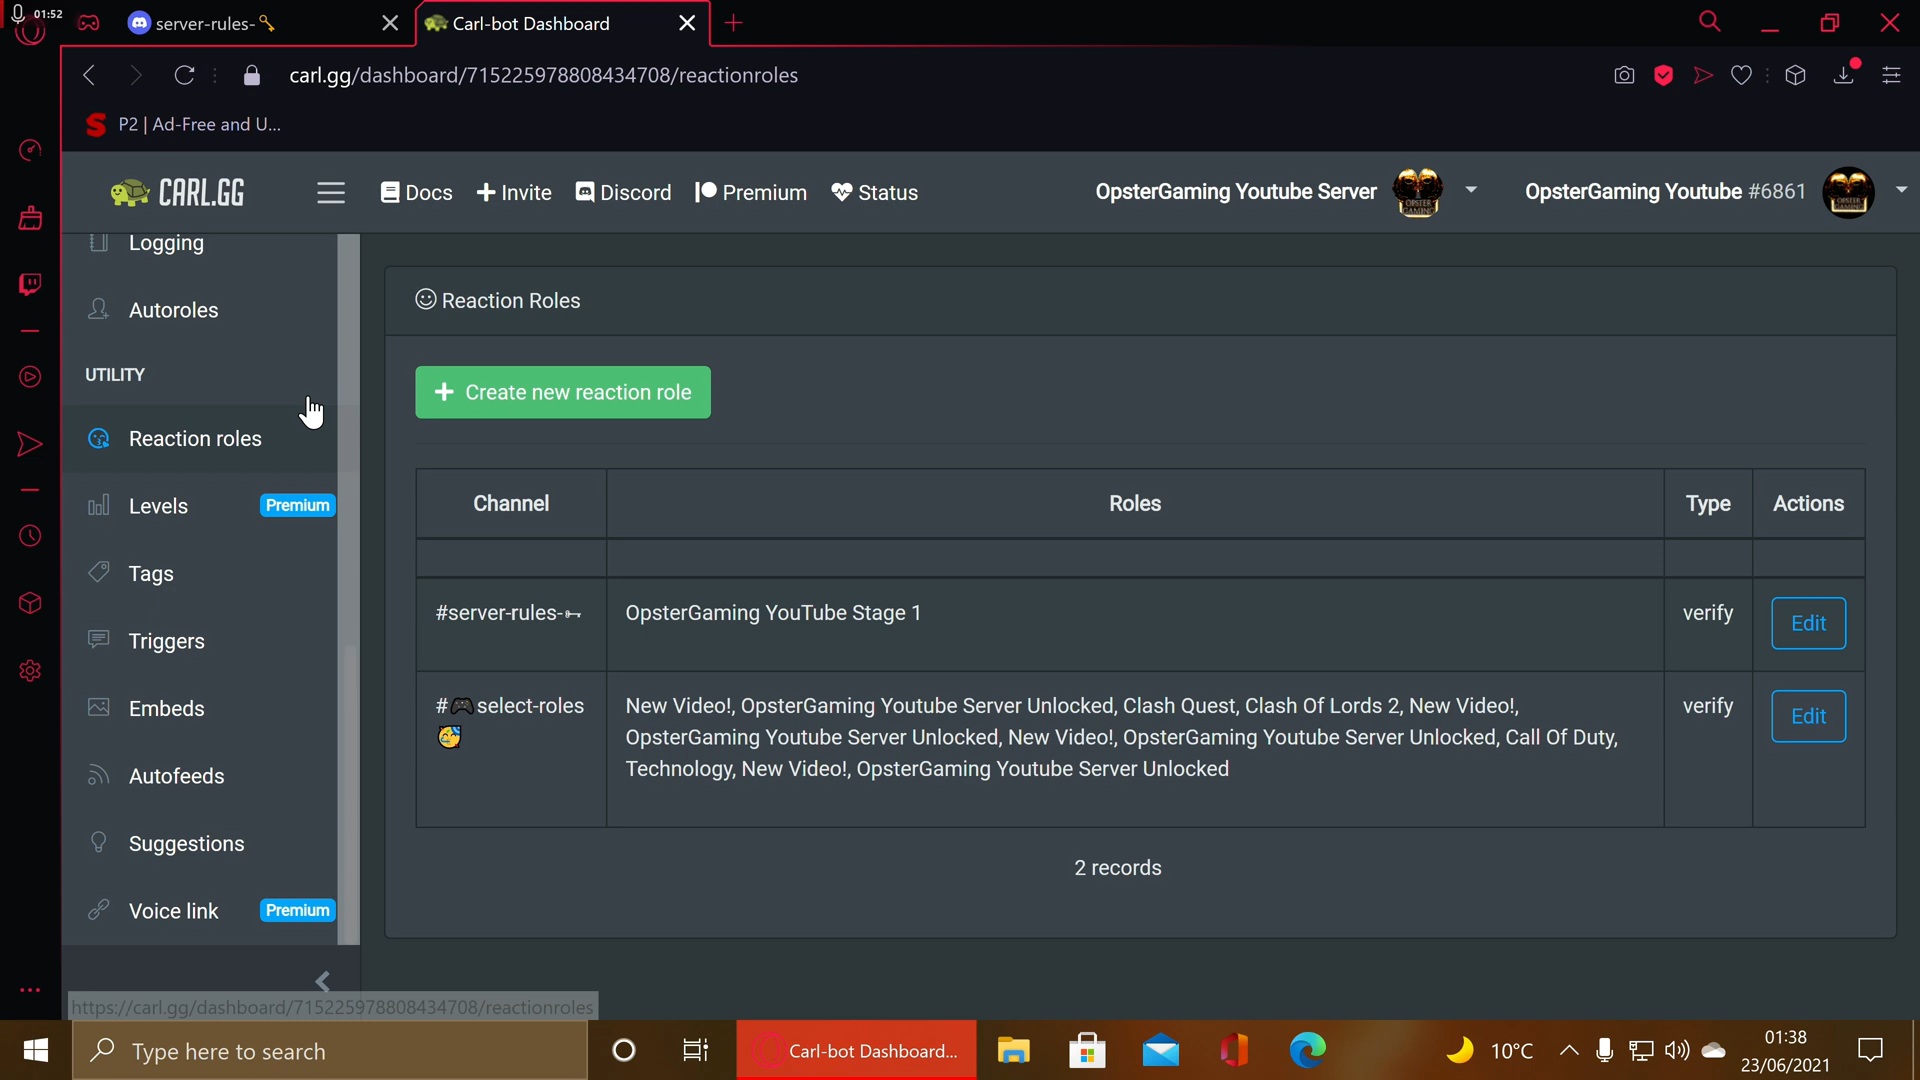 01:52
server-rules-
Carl-bot Dashboard
carl.gg/dashboard/715225978808434708/reactionroles
P2 | Ad-Free and U...
CARL.GG
Docs
Invite
Discord
Premium
Status
OpsterGaming Youtube Server
OpsterGaming Youtube #6861
Logging
Autoroles
UTILITY
Reaction roles
Levels
Premium
Tags
Triggers
Embeds
Autofeeds
Suggestions
Voice link
Premium
Reaction Roles
+ Create new reaction role
Channel
Roles
Type
Actions
#server-rules-
OpsterGaming YouTube Stage 1
verify
Edit
#🎮select-roles
🥳
New Video!, OpsterGaming Youtube Server Unlocked, Clash Quest, Clash Of Lords 2, New Video!,
OpsterGaming Youtube Server Unlocked, New Video!, OpsterGaming Youtube Server Unlocked, Call Of Duty,
Technology, New Video!, OpsterGaming Youtube Server Unlocked
verify
Edit
2 records
https://carl.gg/dashboard/715225978808434708/reactionroles
Type here to search
Carl-bot Dashboard...
10°C
01:38
23/06/2021